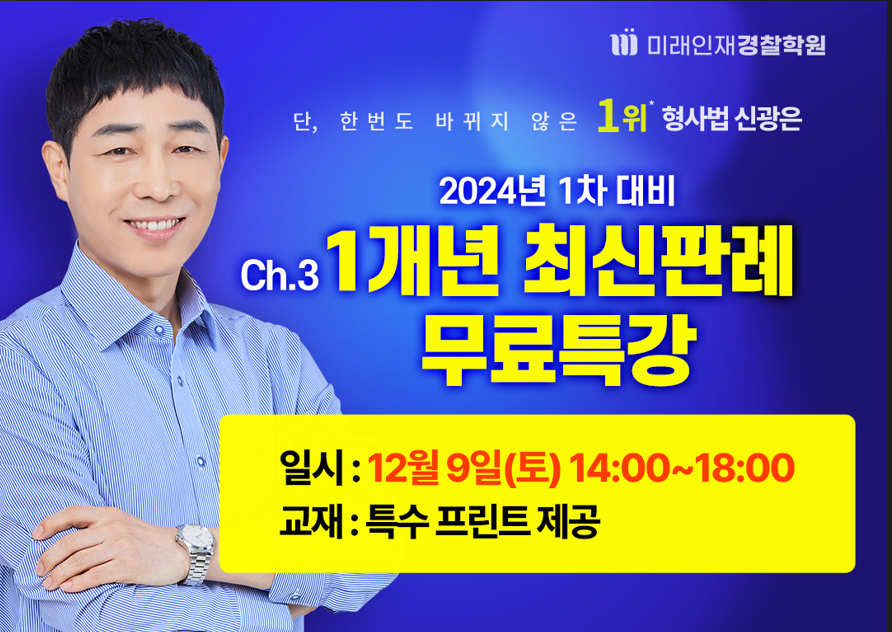 미래인재경찰학원
단, 한번도 바뀌지 않은 1위* 형사법 신광은
2024년 1차 대비
Ch.3 1개년 최신판례
무료특강
일시 : 12월 9일(토) 14:00~18:00
교재 : 특수 프린트 제공